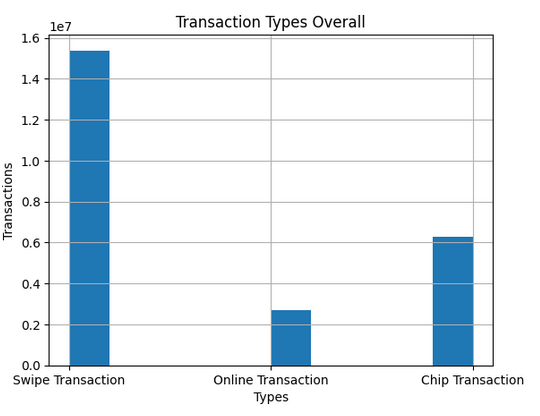 Transaction Types Overall
1e7
1.6
1.4
1.2
1.0
0.8
0.6
0.4
0.2
0.0
Transactions
Swipe Transaction Online Transaction Chip Transaction
Types